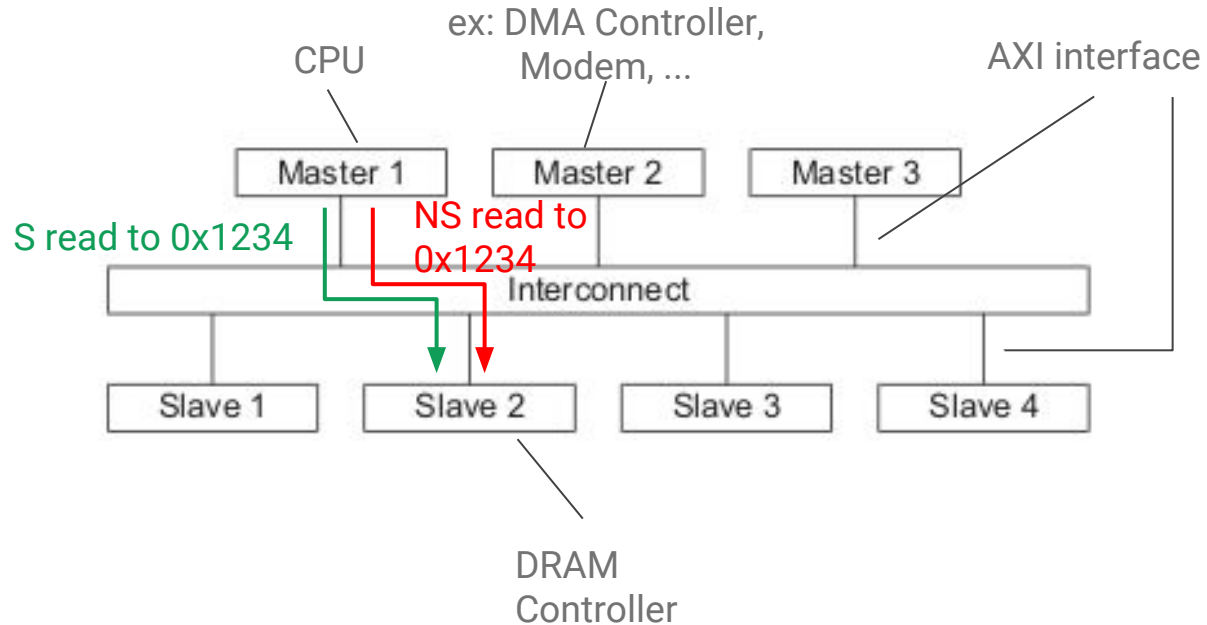 ex: DMA Controller,
Modem, ...
CPU
AXI interface
Master 1
Master 2
Master 3
S read to 0x1234
NS read to
0x1234
Interconnect
Slave 1
Slave 2
Slave 3
Slave 4
DRAM
Controller